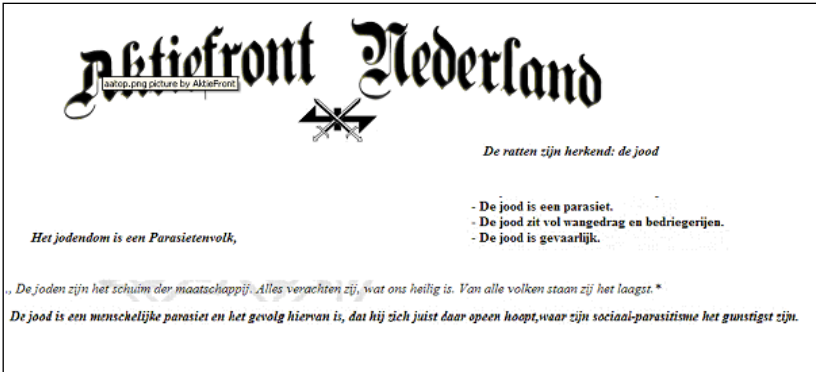 Aktiefront Nederland
aatop.png picture by AktieFront
De ratten zijn herkend: de jood
- De jood is een parasiet.
- De jood zit vol wangedrag en bedriegerijen.
- De jood is gevaarlijk.
Het jodendom is een Parasietenvolk,
., De joden zijn het schuim der maatschappij. Alles verachten zij, wat ons heilig is. Van alle volken staan zij het laagst.*
De jood is een menschelijke parasiet en het gevolg hiervan is, dat hij zich juist daar opeen hoopt,waar zijn sociaal-parasitisme het gunstigst zijn.